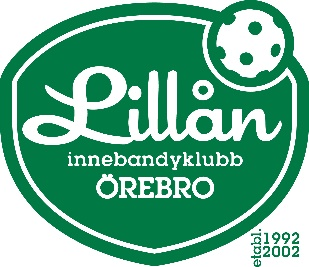 Lillån
innebandyklubb
ÖREBRO
etabl. 1992
2002